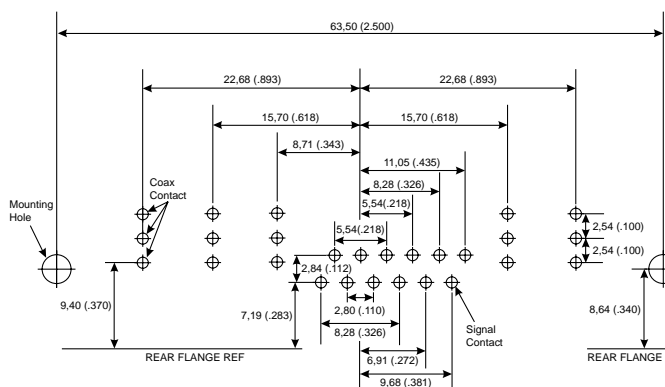 63,50 (2.500)
22,68 (.893)
22,68 (.893)
15,70 (.618)
15,70 (.618)
8,71 (.343)
11,05 (.435)
8,28 (.326)
5,54(.218)
5,54(.218)
Coax
Contact
Mounting
Hole
2,54 (.100)
2,54 (.100)
2,84 (.112)
9,40 (.370)
7,19 (.283)
2,80 (.110)
8,28 (.326)
Signal
Contact
8,64 (.340)
REAR FLANGE REF
6,91 (.272)
REAR FLANGE
9,68 (.381)